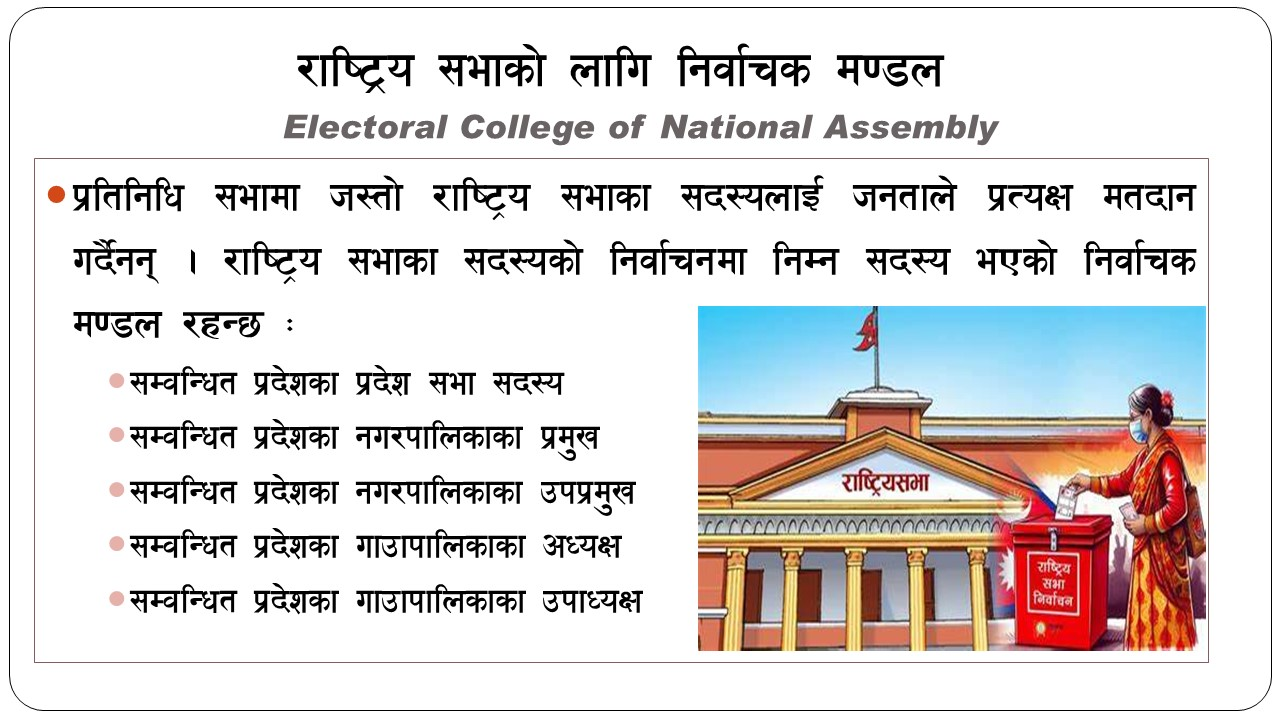 राष्ट्रिय सभाको लागि निर्वाचक मण्डल
Electoral College of National Assembly
प्रतिनिधि सभामा जस्तो राष्ट्रिय सभाका सदस्यलाई जनताले प्रत्यक्ष मतदान
गर्दैनन् । राष्ट्रिय सभाका सदस्यको निर्वाचनमा निम्न सदस्य भएको निर्वाचक
मण्डल रहन्छ :
सम्वन्धित प्रदेशका प्रदेश सभा सदस्य
सम्वन्धित प्रदेशका नगरपालिकाका प्रमुख
सम्वन्धित प्रदेशका नगरपालिकाका उपप्रमुख
सम्वन्धित प्रदेशका गाउापालिकाका अध्यक्ष
सम्वन्धित प्रदेशका गाउापालिकाका उपाध्यक्ष
राष्ट्रियसभा
राष्ट्रिय
सभा
निर्वाचन